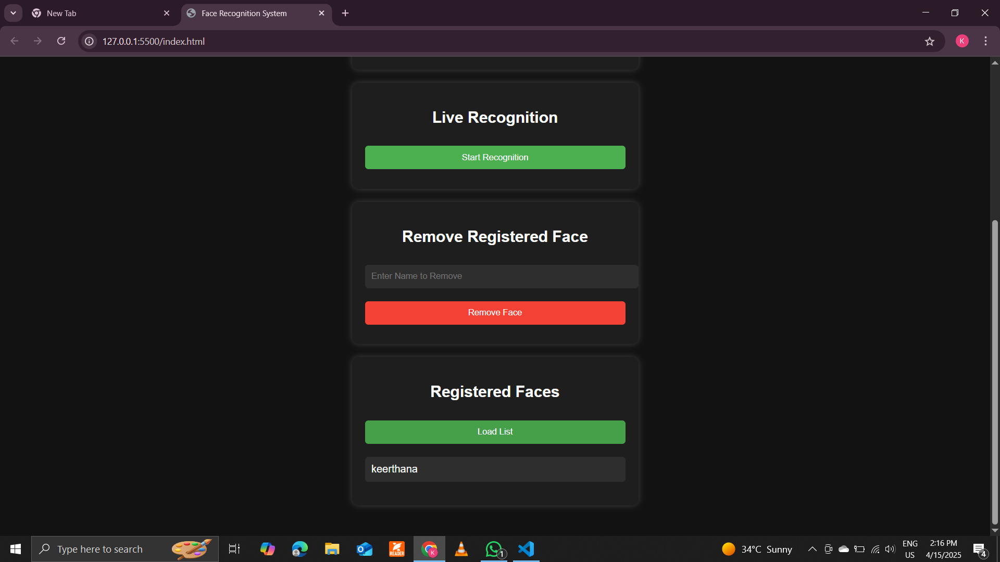 New Tab
Face Recognition System
127.0.0.1:5500/index.html
K
Live Recognition
Start Recognition
Remove Registered Face
Enter Name to Remove
Remove Face
Registered Faces
Load List
keerthana
Type here to search
O
READER
K
1
34°C Sunny
ENG
US
2:16 PM
4/15/2025
4